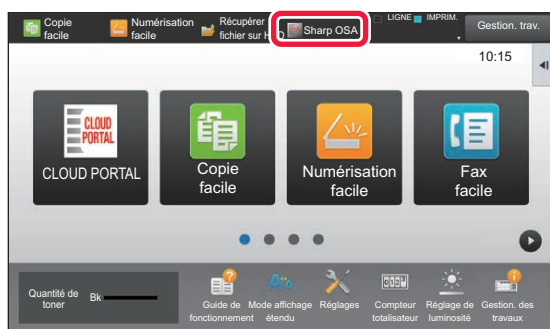 Copie
facile
Numérisation
facile
Récupérer
fichier sur H
D
Sharp OSA
LIGNE
IMPRIM.
Gestion. trav.
10:15
CLOUD
PORTAL
CLOUD PORTAL
Copie
facile
Numérisation
facile
Fax
facile
Quantité de
toner
Bk
Guide de
fonctionnement
Mode affichage
étendu
Réglages
Compteur
totalisateur
Réglage de
luminosité
Gestion. des
travaux